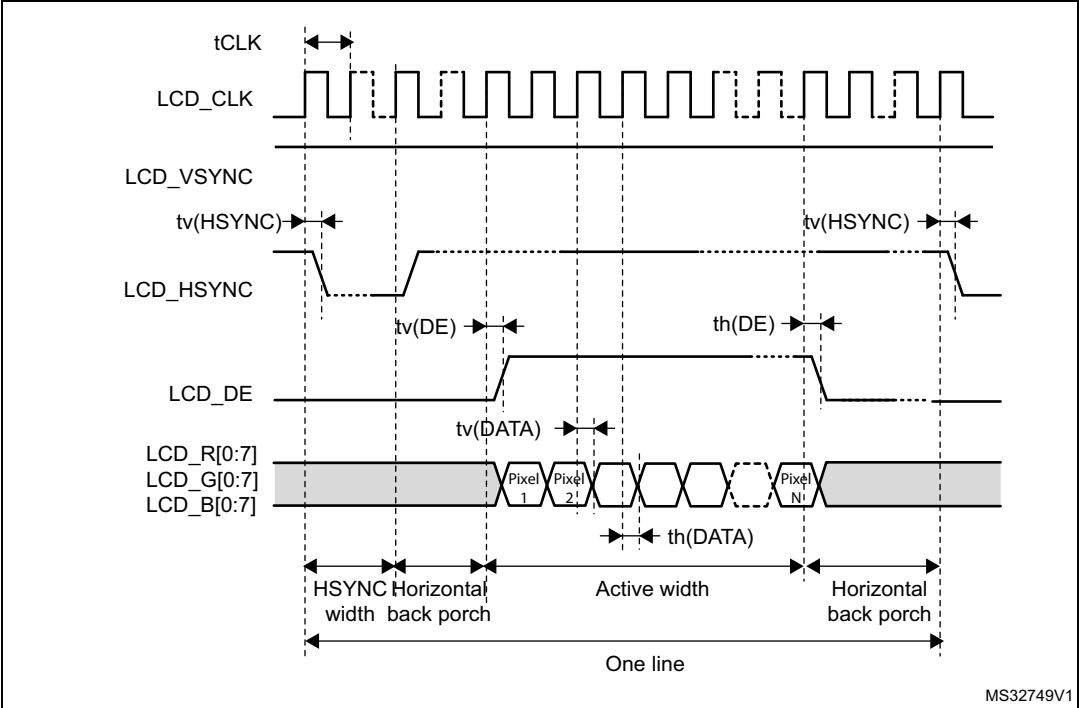 tCLK
LCD_CLK
LCD_VSYNC
tv(HSYNC)
tv(HSYNC)
LCD_HSYNC
tv(DE)
th(DE)
LCD_DE
tv(DATA)
LCD_R[0:7]
LCD_G[0:7]
LCD_B[0:7]
Pixel
1
Pixel
2
Pixel
N
th(DATA)
HSYNC
width
Horizontal
back porch
Active width
Horizontal
back porch
One line
MS32749V1